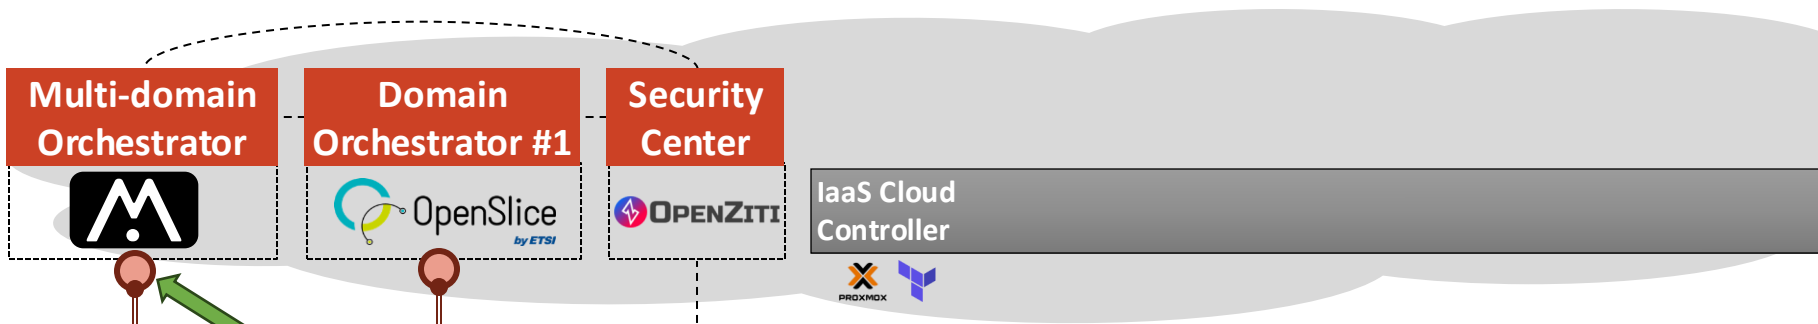 Multi-domain
Orchestrator
Domain
Orchestrator #1
Security
Center
OpenSlice
by ETSI
OPENZITI
IaaS Cloud
Controller
PROXMOX